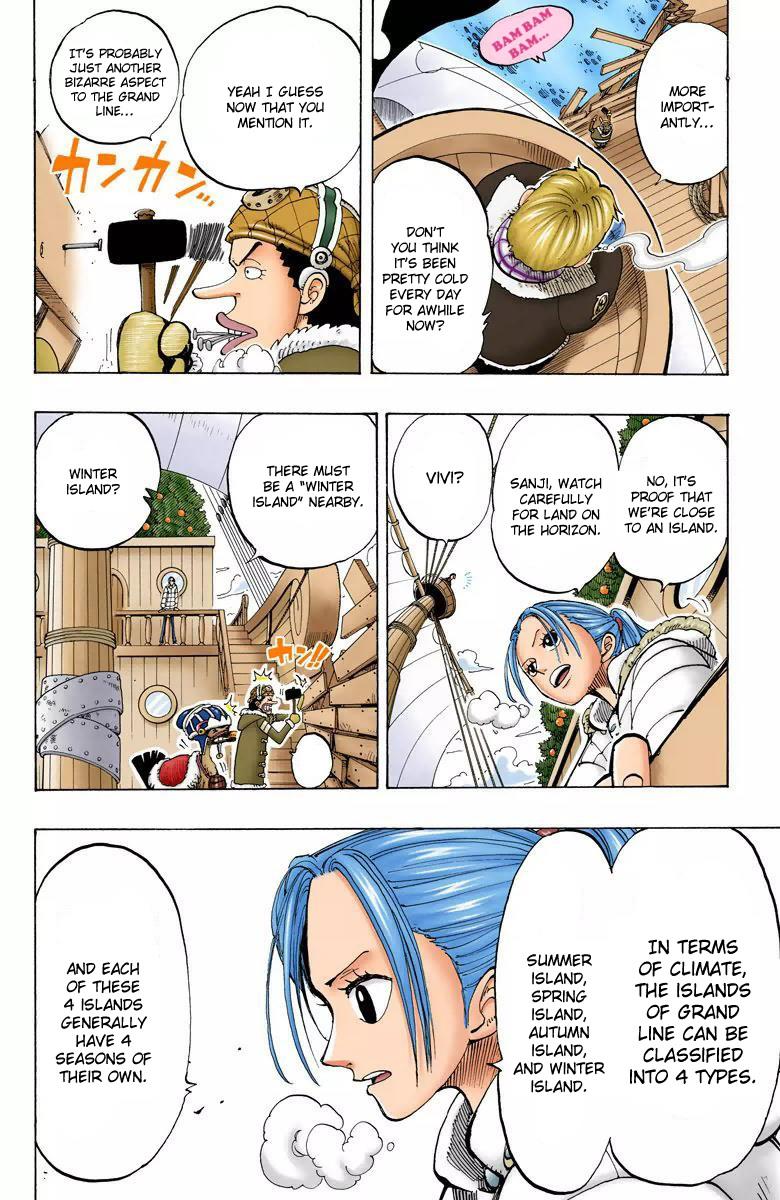 BAM BAM
BAM...
MORE
IMPORT-
ANTLY...
DON'T
YOU THINK
IT'S BEEN
PRETTY COLD
EVERY DAY
FOR AWHILE
NOW?
YEAH I GUESS
NOW THAT YOU
MENTION IT.
IT'S PROBABLY
JUST ANOTHER
BIZARRE ASPECT
TO THE GRAND
LINE...
カンカン...
NO, IT'S
PROOF THAT
WE'RE CLOSE
TO AN ISLAND.
SANJI, WATCH
CAREFULLY
FOR LAND ON
THE HORIZON.
VIVI?
THERE MUST
BE A "WINTER
ISLAND" NEARBY.
WINTER
ISLAND?
カン!!
IN TERMS
OF CLIMATE,
THE ISLANDS
OF GRAND
LINE CAN BE
CLASSIFIED
INTO 4 TYPES.
SUMMER
ISLAND,
SPRING
ISLAND,
AUTUMN
ISLAND,
AND WINTER
ISLAND.
AND EACH
OF THESE
4 ISLANDS
GENERALLY
HAVE 4
SEASONS OF
THEIR OWN.